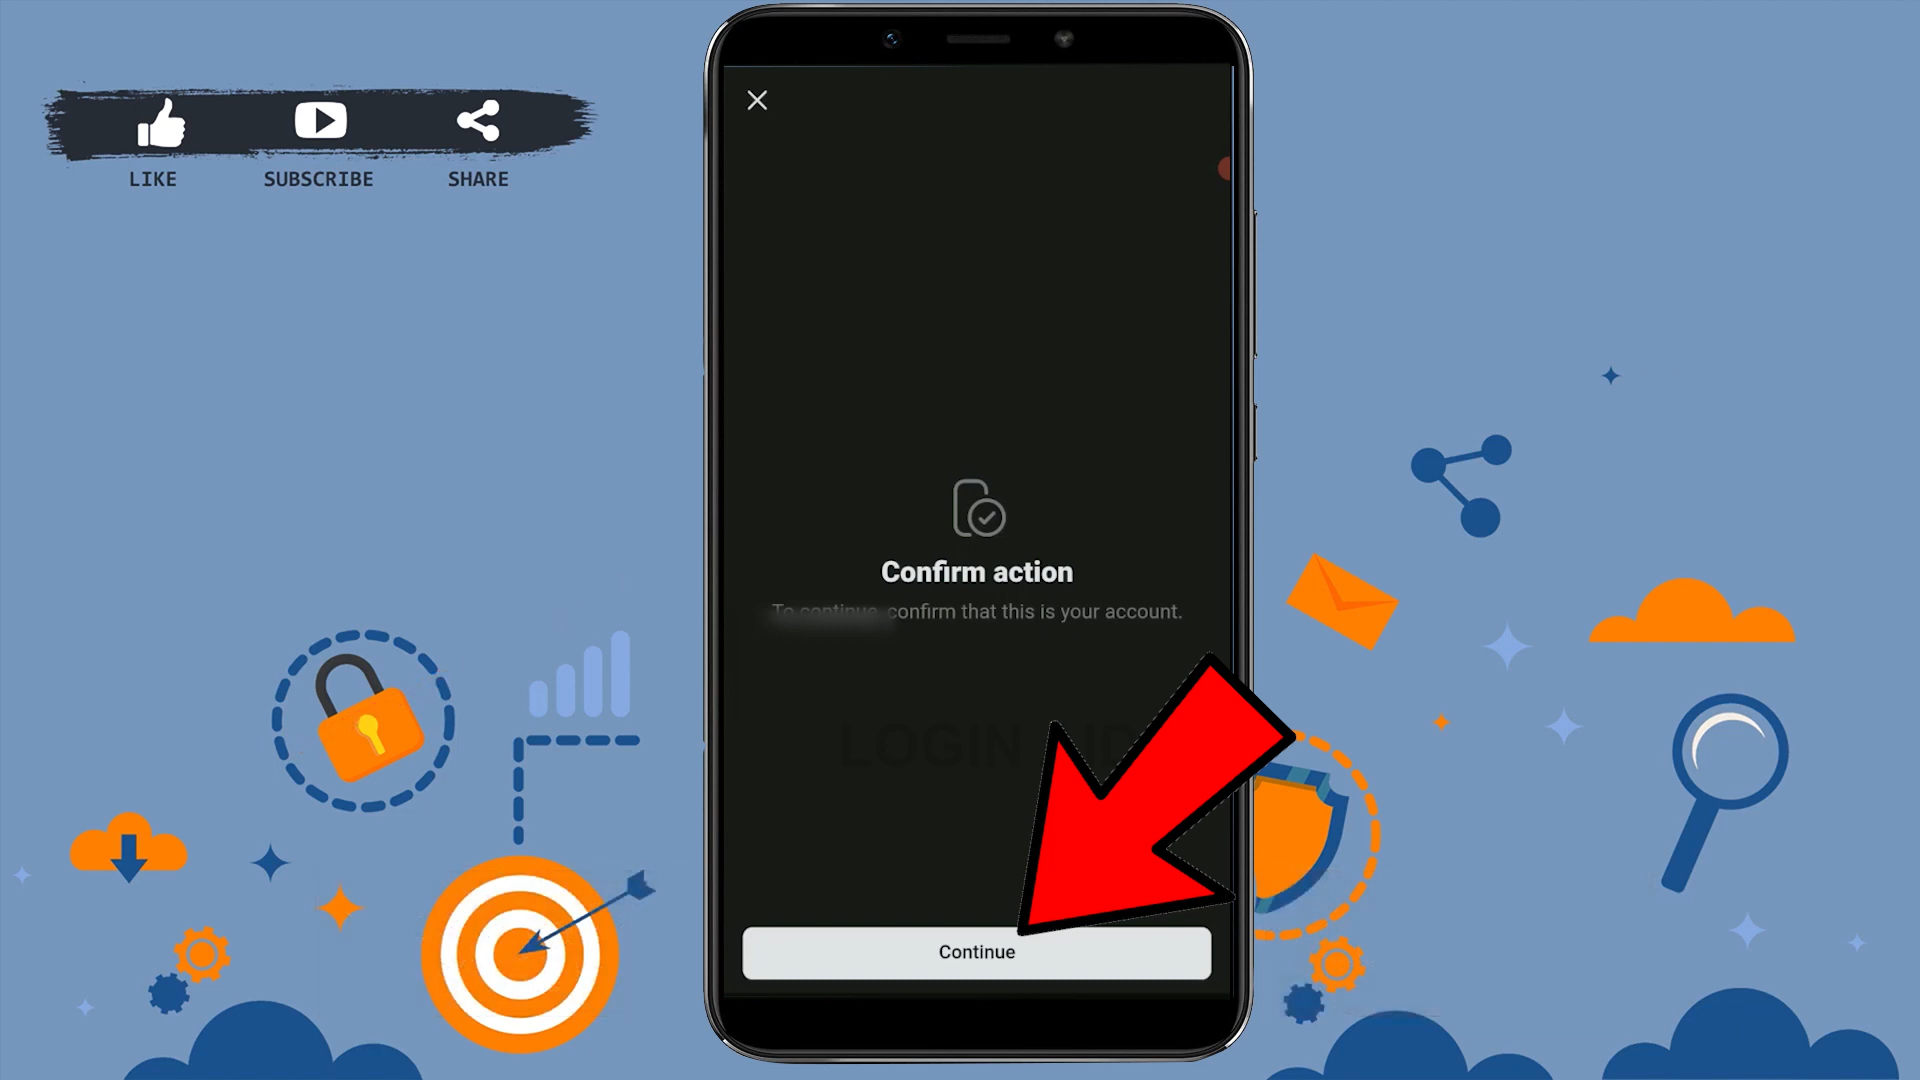 LIKE SUBSCRIBE SHARE
Confirm action
To continue, confirm that this is your account.
LOGIN
Continue